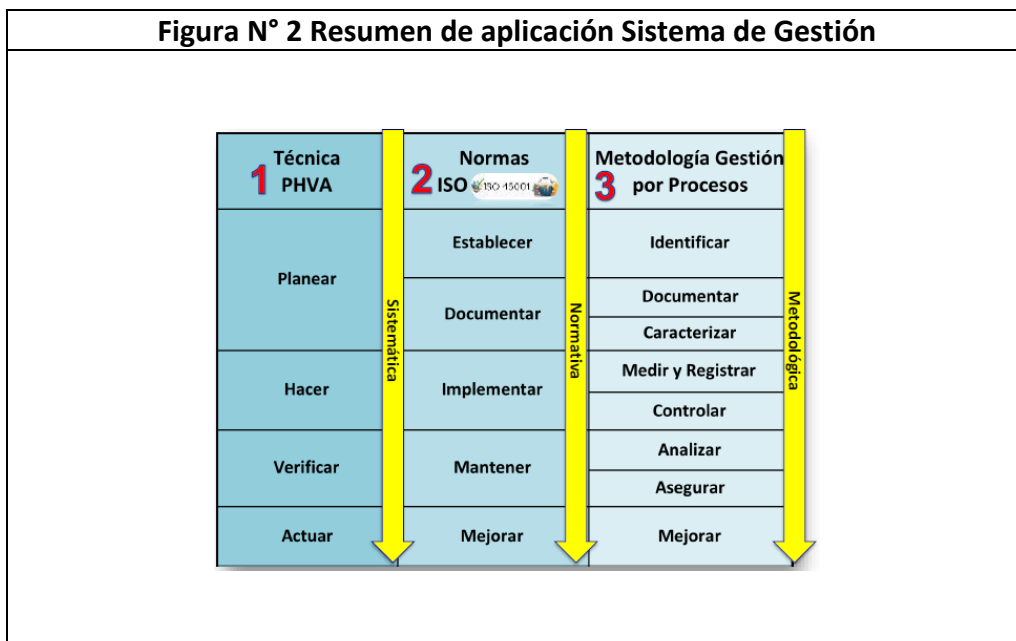 Figura N° 2 Resumen de aplicación Sistema de Gestión
1
Técnica
PHVA
2
Normas
ISO ISO 45001
3
Metodología Gestión
por Procesos
Planear
Hacer
Verificar
Actuar
Sistemática
Establecer
Documentar
Implementar
Mantener
Mejorar
Normativa
Identificar
Documentar
Caracterizar
Medir y Registrar
Controlar
Analizar
Asegurar
Mejorar
Metodológica